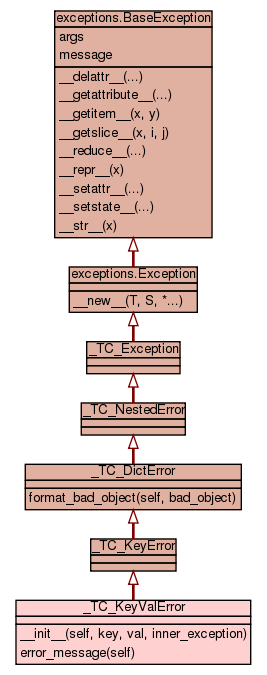 exceptions.BaseException
args
message
__delattr__(...)
__getattribute__(...)
__getitem__(x, y)
__getslice__(x, i, j)
__reduce__(...)
__repr__(x)
__setattr__(...)
__setstate__(...)
__str__(x)
exceptions.Exception
__new__(T, S, *...)
_TC_Exception
_TC_NestedError
_TC_DictError
format_bad_object(self, bad_object)
_TC_KeyError
_TC_KeyValError
__init__(self, key, val, inner_exception)
error_message(self)